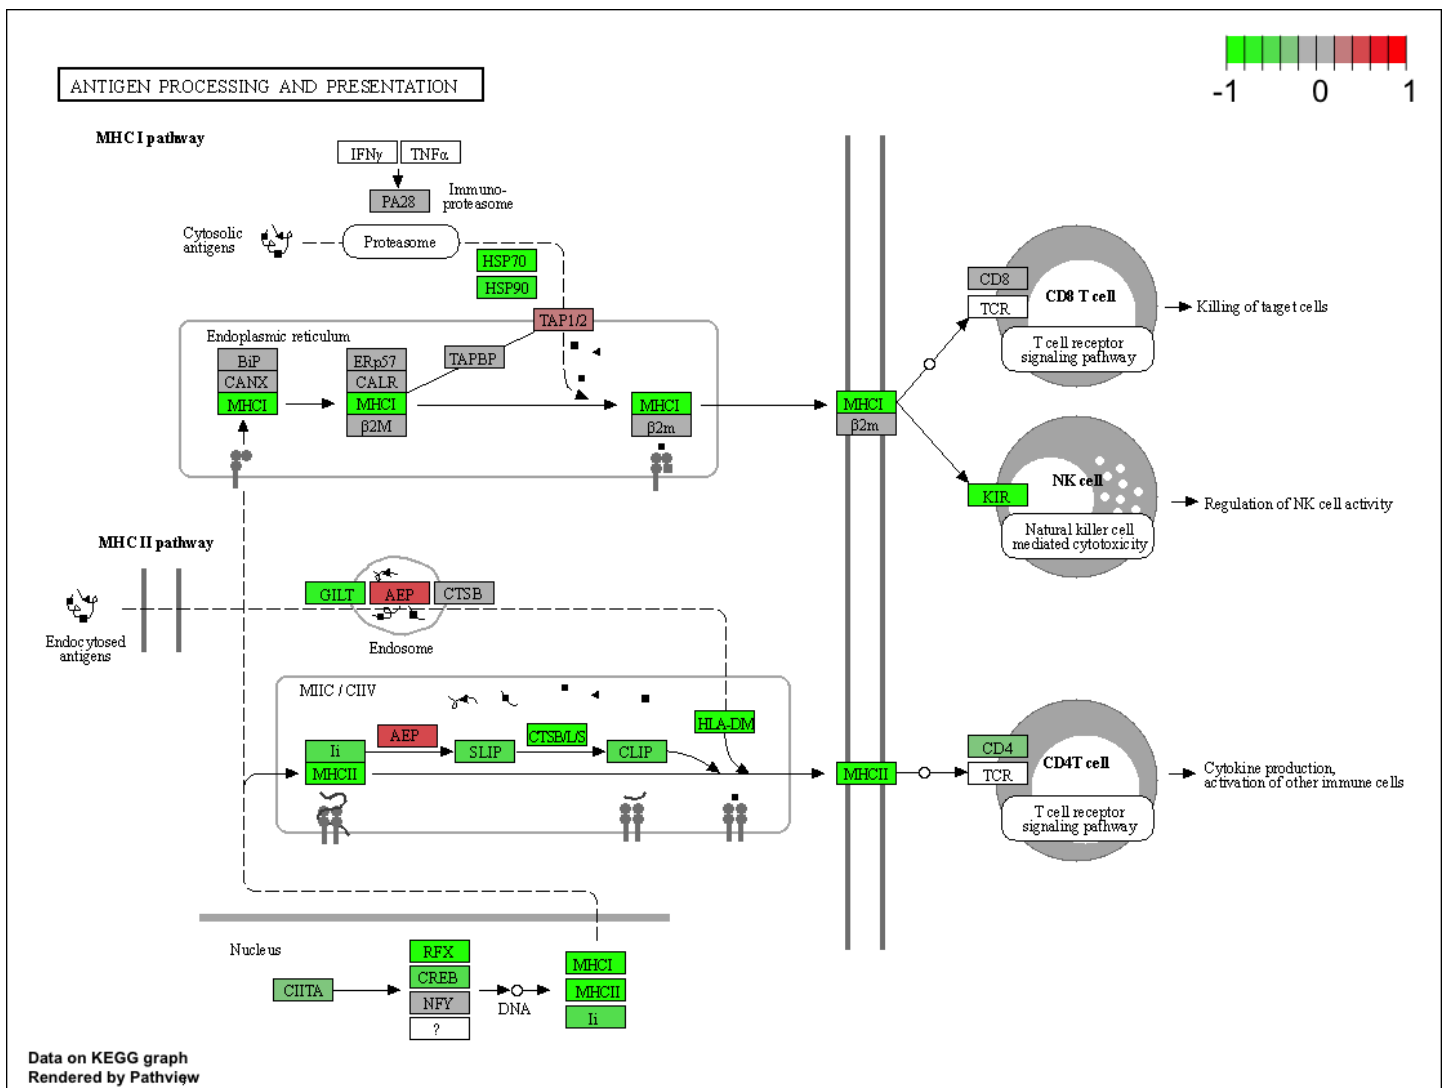 -1 0 1
ANTIGEN PROCESSING AND PRESENTATION
MHC I pathway
IFNγ TNFα
PA28
Immuno-
proteasome
Cytosolic
antigens
Proteasome
HSP70
HSP90
TAP1/2
Endoplasmic reticulum
BiP
CANX
MHCI
ERp57
CALR
MHCI
β2M
TAPBP
MHCI
β2m
MHCI
β2m
CD8
TCR
CD8 T cell
T cell receptor
signaling pathway
Killing of target cells
KIR
NK cell
Natural killer cell
mediated cytotoxicity
Regulation of NK cell activity
MHC II pathway
Endocytosed
antigens
GILT AEP CTSB
Endosome
MIIC / CIIV
Ii
MHCII
AEP
SLIP
CTSB/L/S
CLIP
HLA-DM
MHCII
CD4
TCR
CD4T cell
T cell receptor
signaling pathway
Cytokine production,
activation of other immune cells
Nucleus
CIITA
RFX
CREB
NFY
?
DNA
MHCI
MHCII
Ii
Data on KEGG graph
Rendered by Pathview